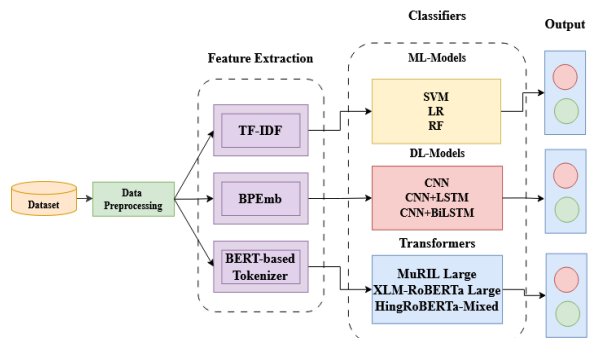 Classifiers
Output
Feature Extraction
ML-Models
SVM
LR
RF
TF-IDF
DL-Models
CNN
CNN+LSTM
CNN+BiLSTM
BPEmb
Dataset
Data
Preprocessing
Transformers
BERT-based
Tokenizer
MuRIL Large
XLM-RoBERTa Large
HingRoBERTa-Mixed